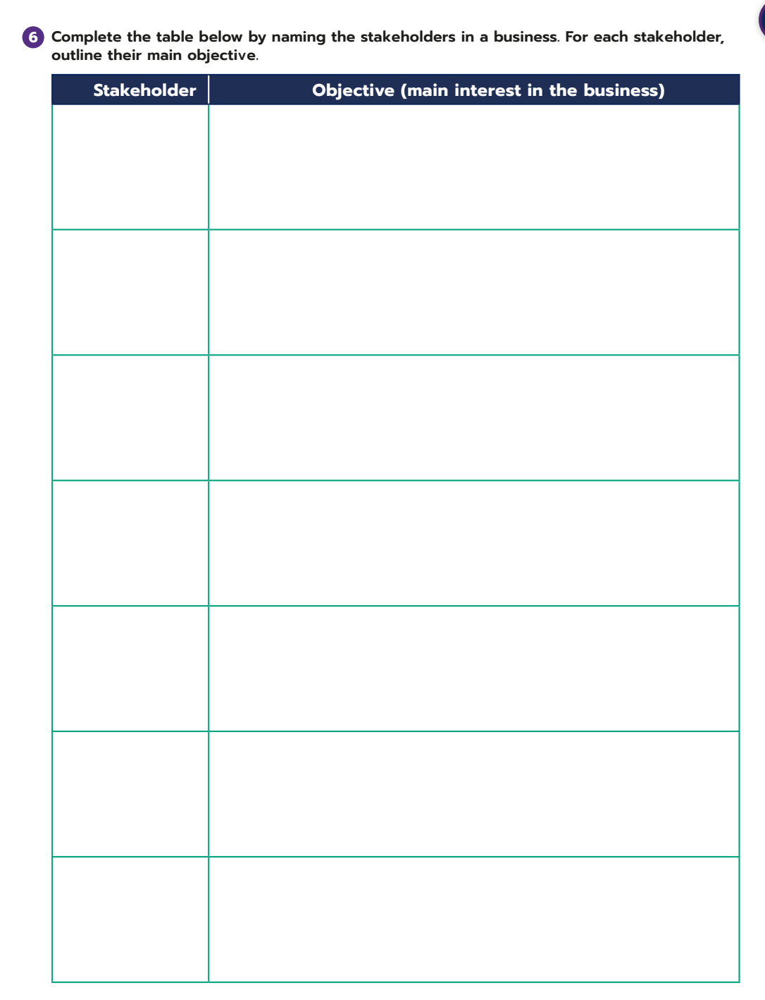 6 Complete the table below by naming the stakeholders in a business. For each stakeholder,
outline their main objective.
Stakeholder Objective (main interest in the business)